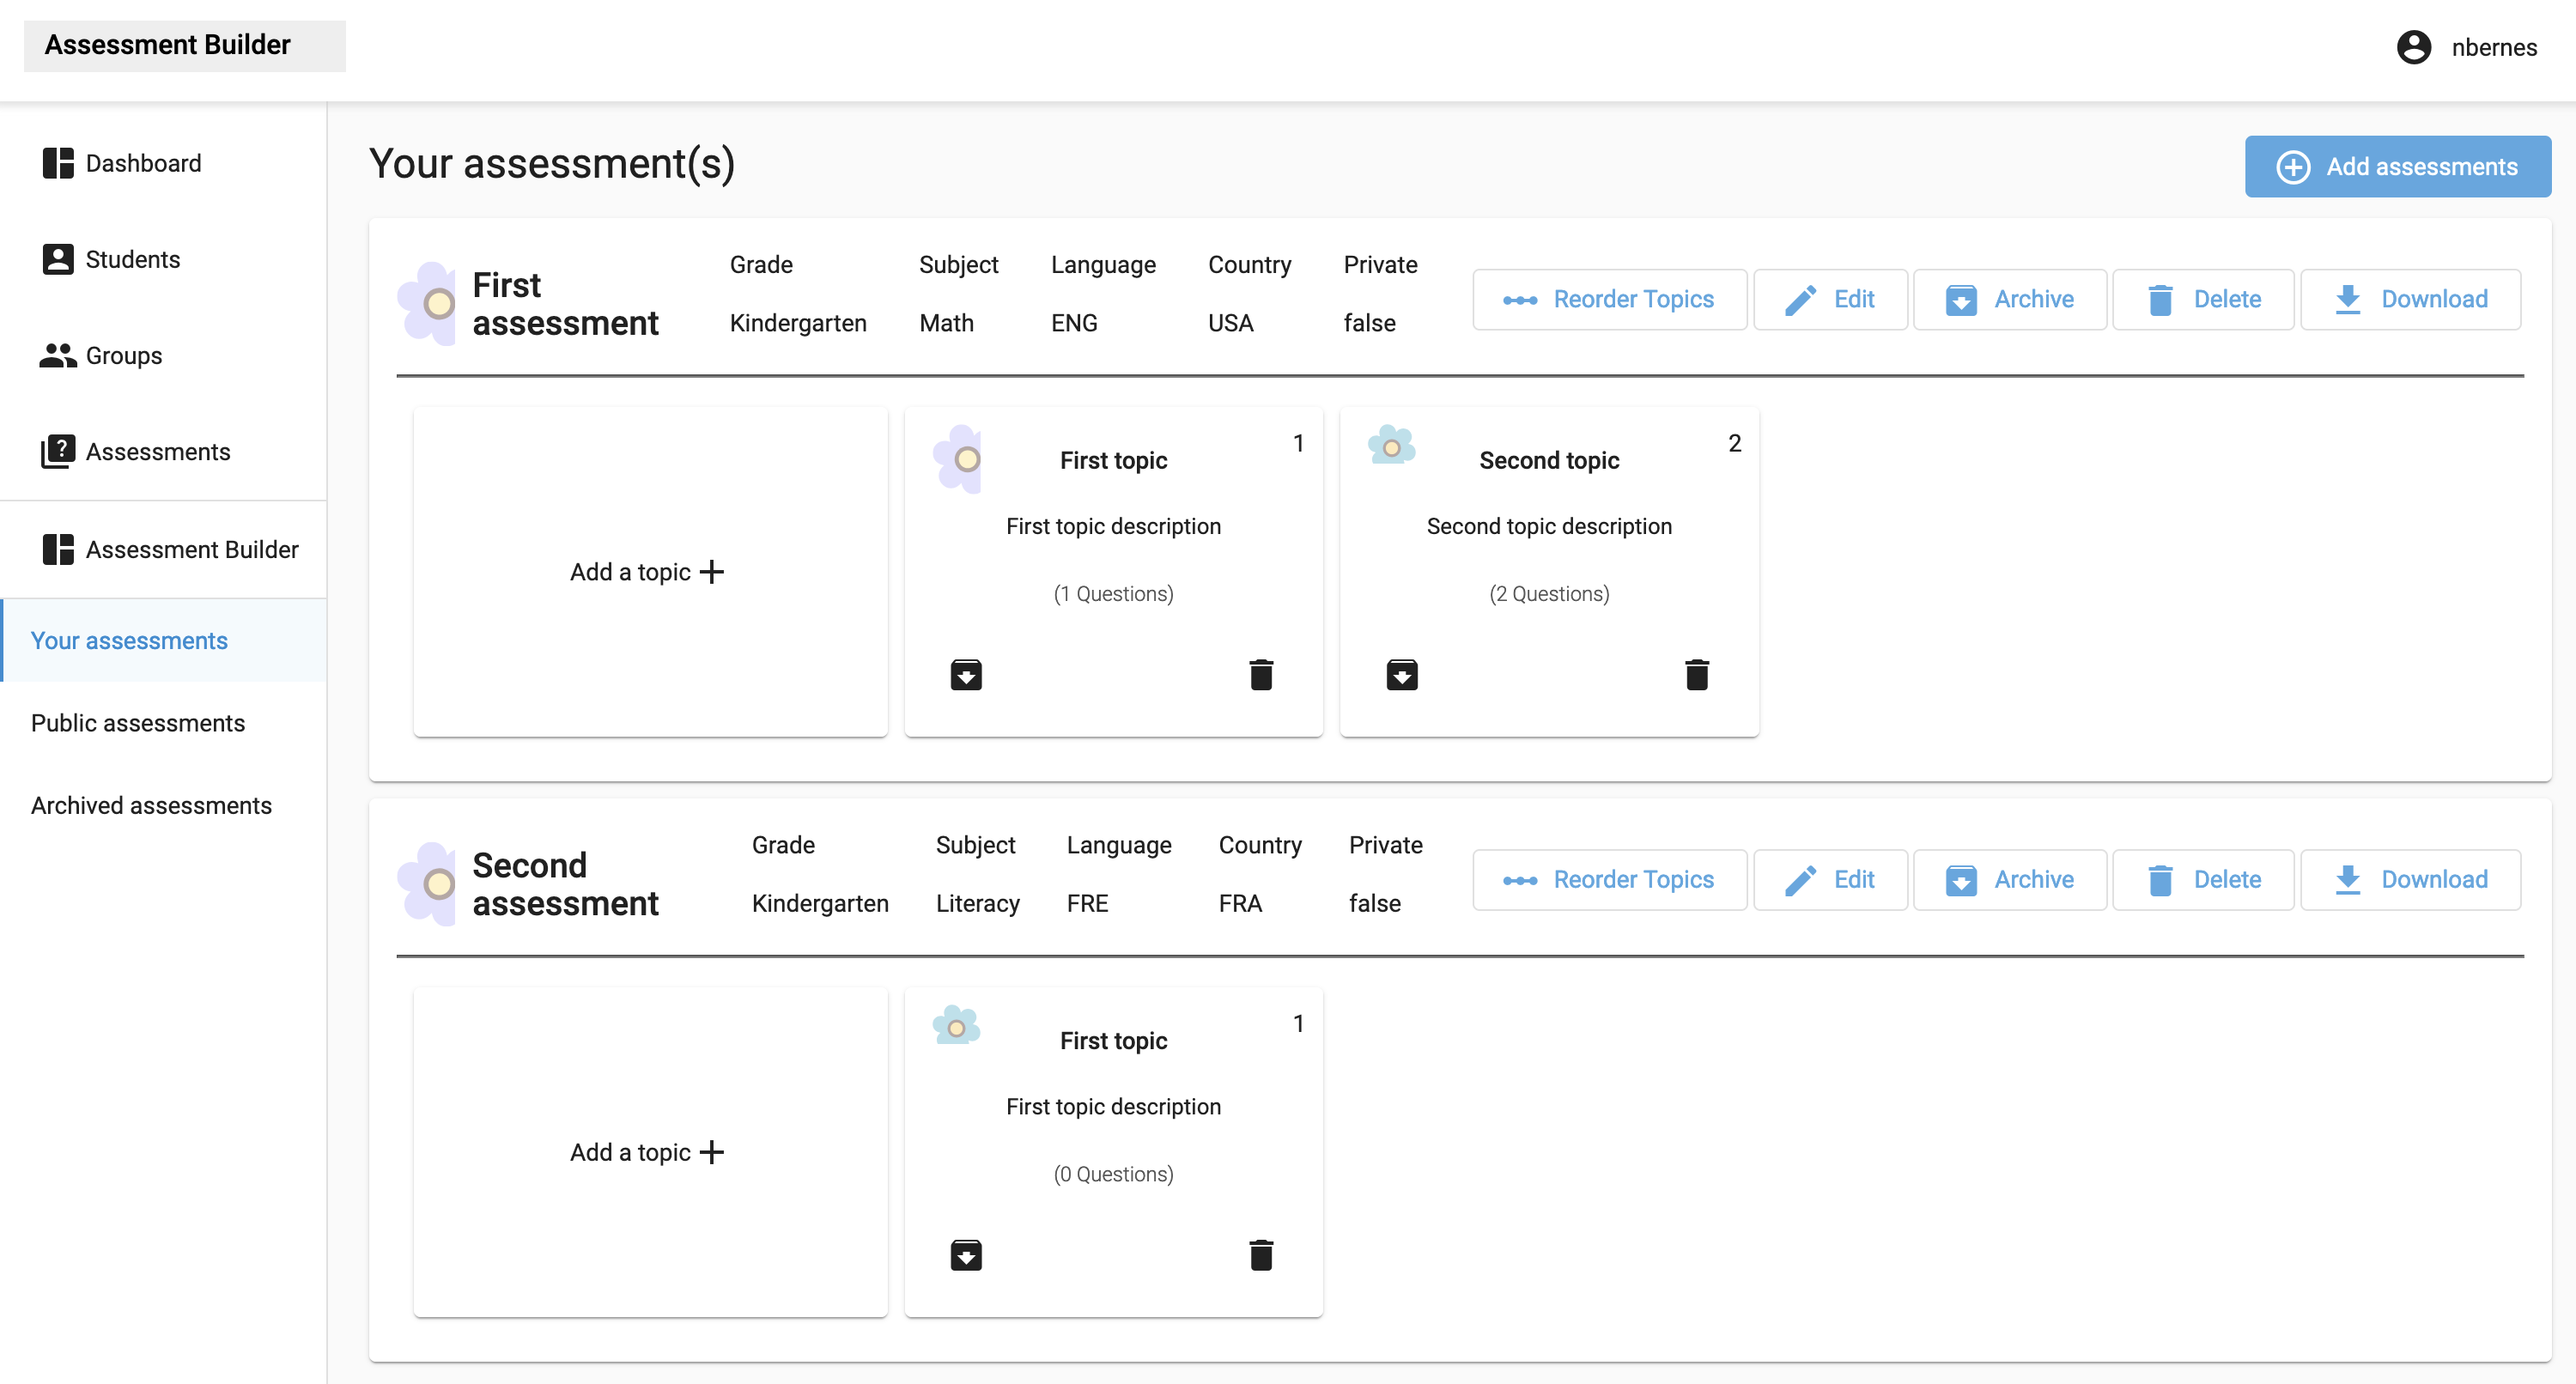 Assessment Builder
nbernes
Dashboard
Students
Groups
Assessments
Assessment Builder
Your assessments
Public assessments
Archived assessments
Your assessment(s)
Add assessments
First
assessment
Grade Subject Language Country Private
Kindergarten Math ENG USA false
Reorder Topics Edit Archive Delete Download
Add a topic
1
First topic
First topic description
(1 Questions)
2
Second topic
Second topic description
(2 Questions)
Second
assessment
Grade Subject Language Country Private
Kindergarten Literacy FRE FRA false
Reorder Topics Edit Archive Delete Download
Add a topic
1
First topic
First topic description
(0 Questions)